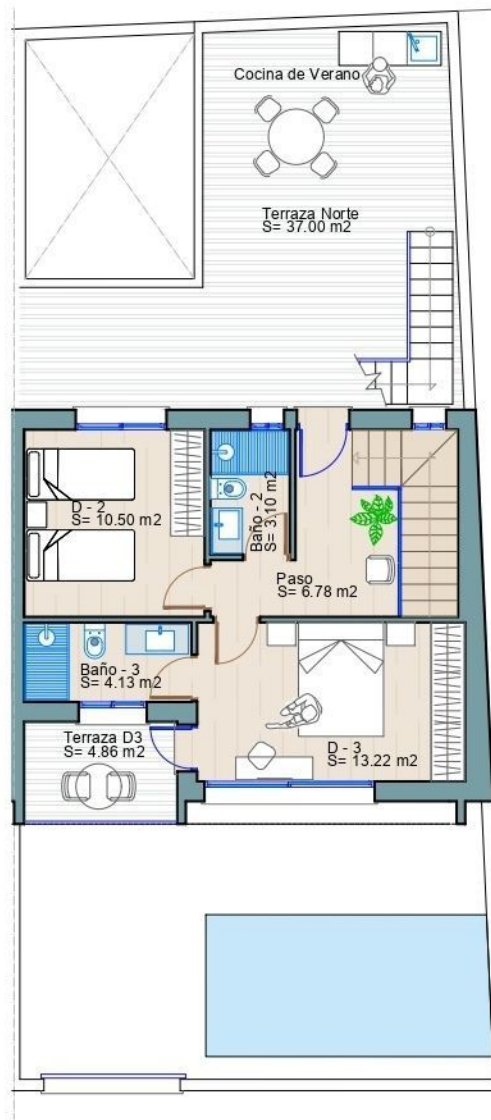 Cocina de Verano
Terraza Norte
S= 37.00 m2
D - 2
S= 10.50 m2
Baño - 2
S= 3.10 m2
Paso
S= 6.78 m2
Baño - 3
S= 4.13 m2
Terraza D3
S= 4.86 m2
D - 3
S= 13.22 m2